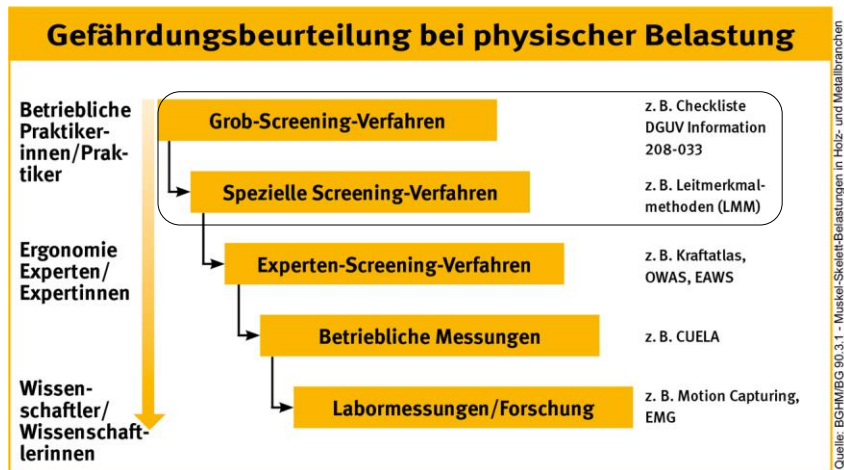 Gefährdungsbeurteilung bei physischer Belastung
Betriebliche
Praktiker-
innen/Prak-
tiker
Grob-Screening-Verfahren
z. B. Checkliste
DGUV Information
208-033
Spezielle Screening-Verfahren
z. B. Leitmerkmal-
methoden (LMM)
Ergonomie
Experten/
Expertinnen
Experten-Screening-Verfahren
z. B. Kraftatlas,
OWAS, EAWS
Betriebliche Messungen
z. B. CUELA
Wissen-
schaftler/
Wissenschaft-
lerinnen
Labormessungen/Forschung
z. B. Motion Capturing,
EMG
Quelle: BGHM/BG 90.3.1 - Muskel-Skelett-Belastungen in Holz- und Metallbranchen